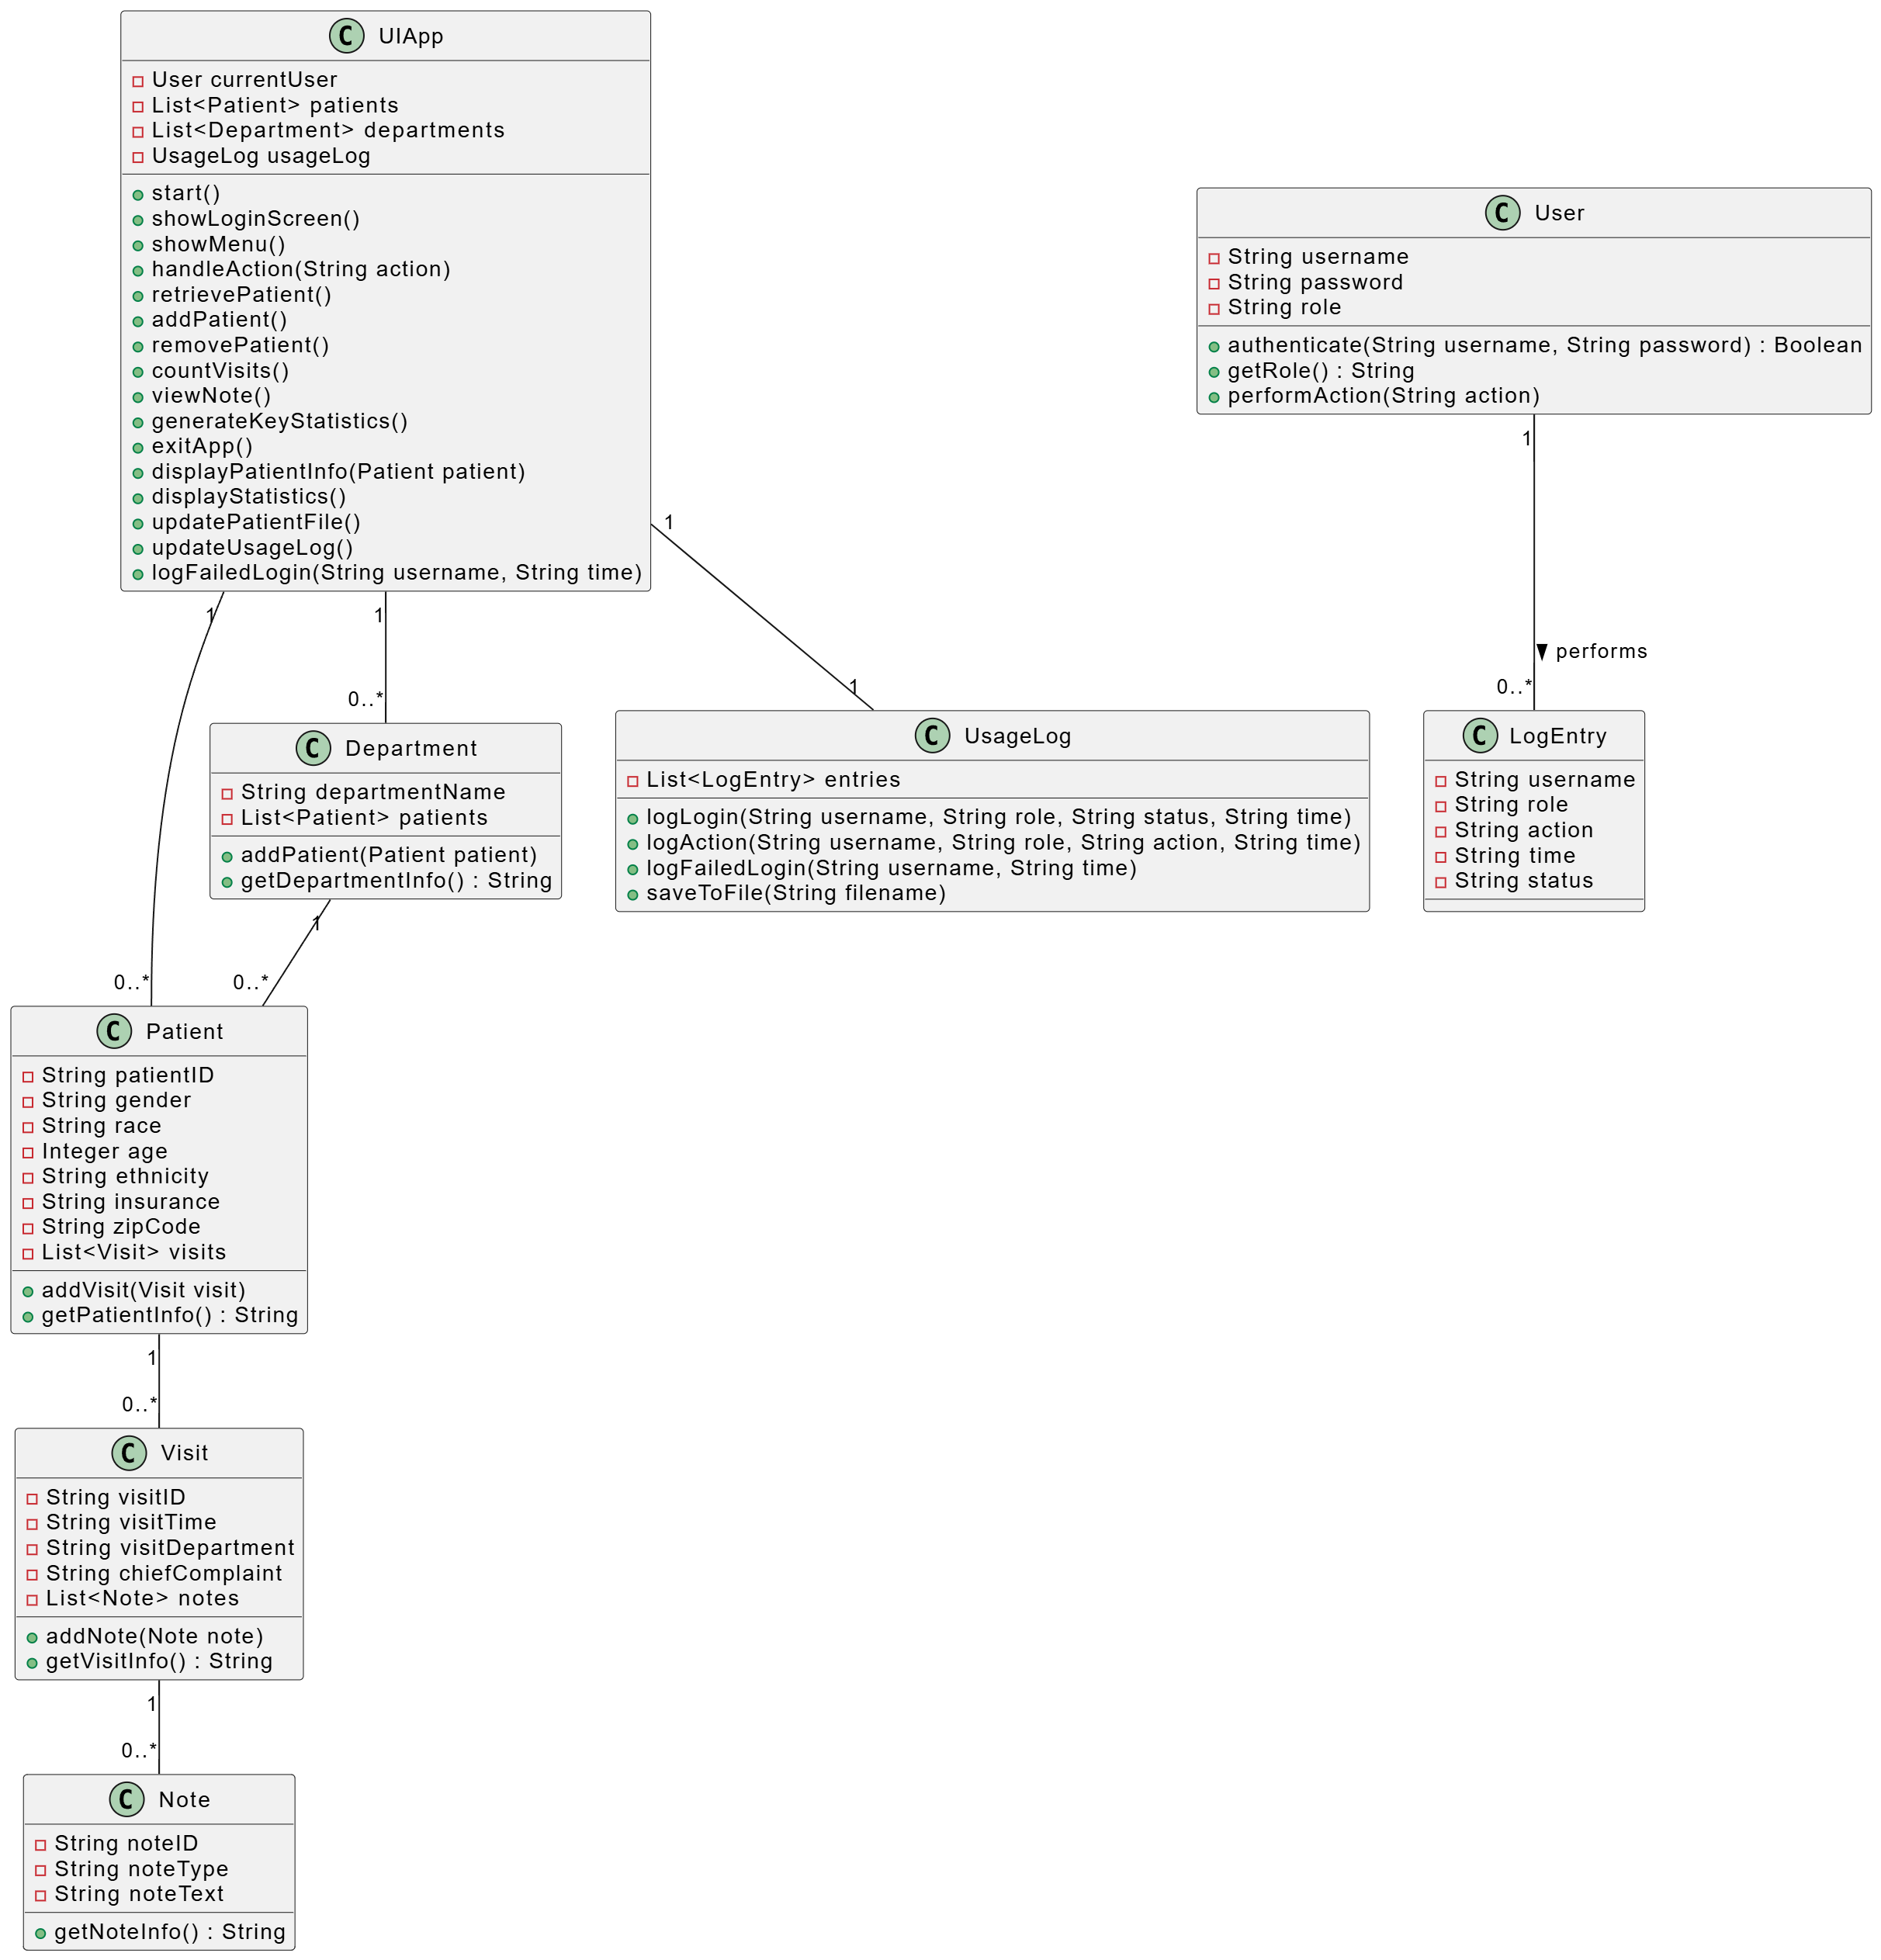 C UIApp
User currentUser
List<Patient> patients
List<Department> departments
UsageLog usageLog
start()
showLoginScreen()
showMenu()
handleAction(String action)
retrievePatient()
addPatient()
removePatient()
countVisits()
viewNote()
generateKeyStatistics()
exitApp()
displayPatientInfo(Patient patient)
displayStatistics()
updatePatientFile()
updateUsageLog()
logFailedLogin(String username, String time)
C User
String username
String password
String role
authenticate(String username, String password) : Boolean
getRole() : String
performAction(String action)
1
1
1
1
1
0..*
1
performs
0..*
C Department
String departmentName
List<Patient> patients
addPatient(Patient patient)
getDepartmentInfo() : String
C UsageLog
List<LogEntry> entries
logLogin(String username, String role, String status, String time)
logAction(String username, String role, String action, String time)
logFailedLogin(String username, String time)
saveToFile(String filename)
C LogEntry
String username
String role
String action
String time
String status
1
0..*
0..*
C Patient
String patientID
String gender
String race
Integer age
String ethnicity
String insurance
String zipCode
List<Visit> visits
addVisit(Visit visit)
getPatientInfo() : String
1
0..*
C Visit
String visitID
String visitTime
String visitDepartment
String chiefComplaint
List<Note> notes
addNote(Note note)
getVisitInfo() : String
1
0..*
C Note
String noteID
String noteType
String noteText
getNoteInfo() : String